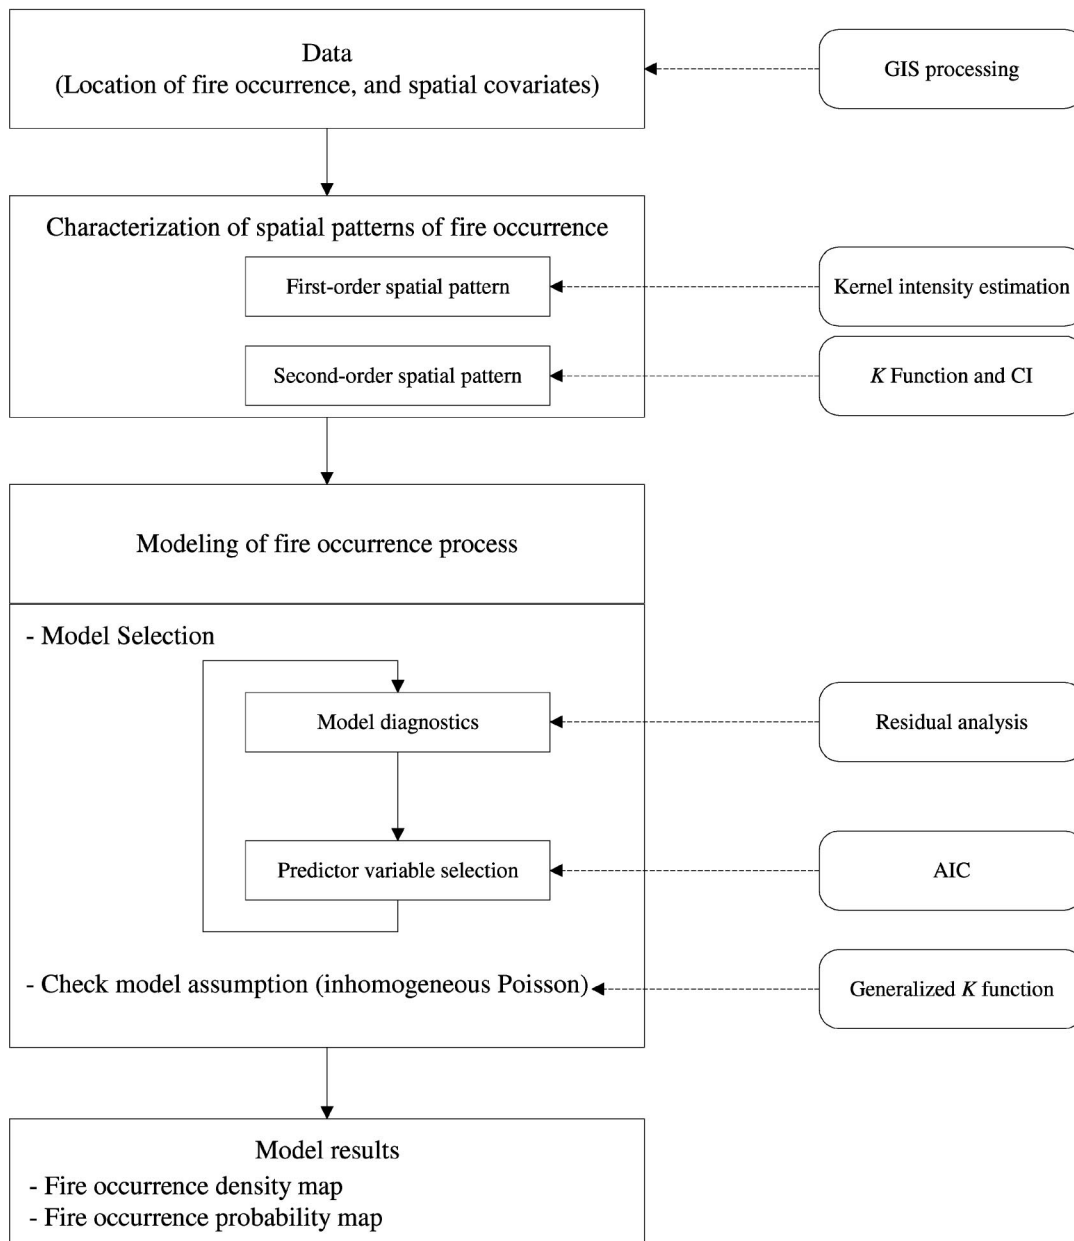 Data
(Location of fire occurrence, and spatial covariates)
GIS processing
Characterization of spatial patterns of fire occurrence
First-order spatial pattern
Kernel intensity estimation
Second-order spatial pattern
K Function and CI
Modeling of fire occurrence process
- Model Selection
Model diagnostics
Residual analysis
Predictor variable selection
AIC
- Check model assumption (inhomogeneous Poisson)
Generalized K function
Model results
- Fire occurrence density map
- Fire occurrence probability map